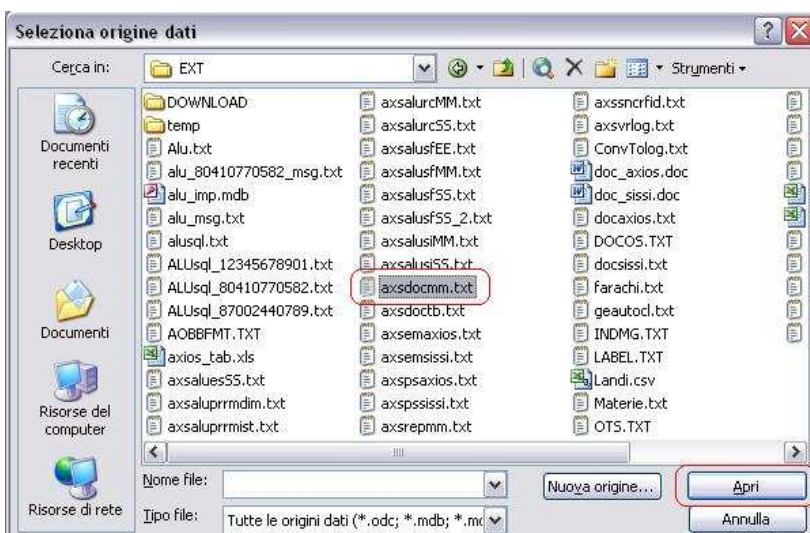 Seleziona origine dati
Cerca in:
EXT
Strumenti
Documenti
recenti
Desktop
Documenti
Risorse del
computer
Risorse di rete
DOWNLOAD
temp
Alu.txt
alu_80410770582_msg.txt
alu_imp.mdb
alu_msg.txt
alusql.txt
ALUsql_12345678901.txt
ALUsql_80410770582.txt
ALUsql_87002440789.txt
AOBBFMT.TXT
axios_tab.xls
axsaluesSS.txt
axsaluprrmdim.txt
axsaluprrmist.txt
axsalurcMM.txt
axsalurcSS.txt
axsalusfEE.txt
axsalusfMM.txt
axsalusfSS.txt
axsalusfSS_2.txt
axsalusiMM.txt
axsalusiSS.txt
axsdocmm.txt
axsdoctb.txt
axsemaxios.txt
axsemsissi.txt
axspsaxios.txt
axspssissi.txt
axsrepmm.txt
axssncrfid.txt
axsvrlog.txt
ConvTolog.txt
doc_axios.doc
doc_sissi.doc
docaxios.txt
DOCOS.TXT
docsissi.txt
farachi.txt
geautocl.txt
INDMG.TXT
LABEL.TXT
Landi.csv
Materie.txt
OTS.TXT
Nome file:
Nuova origine...
Apri
Tipo file:
Tutte le origini dati (*.odc; *.mdb; *.
Annulla